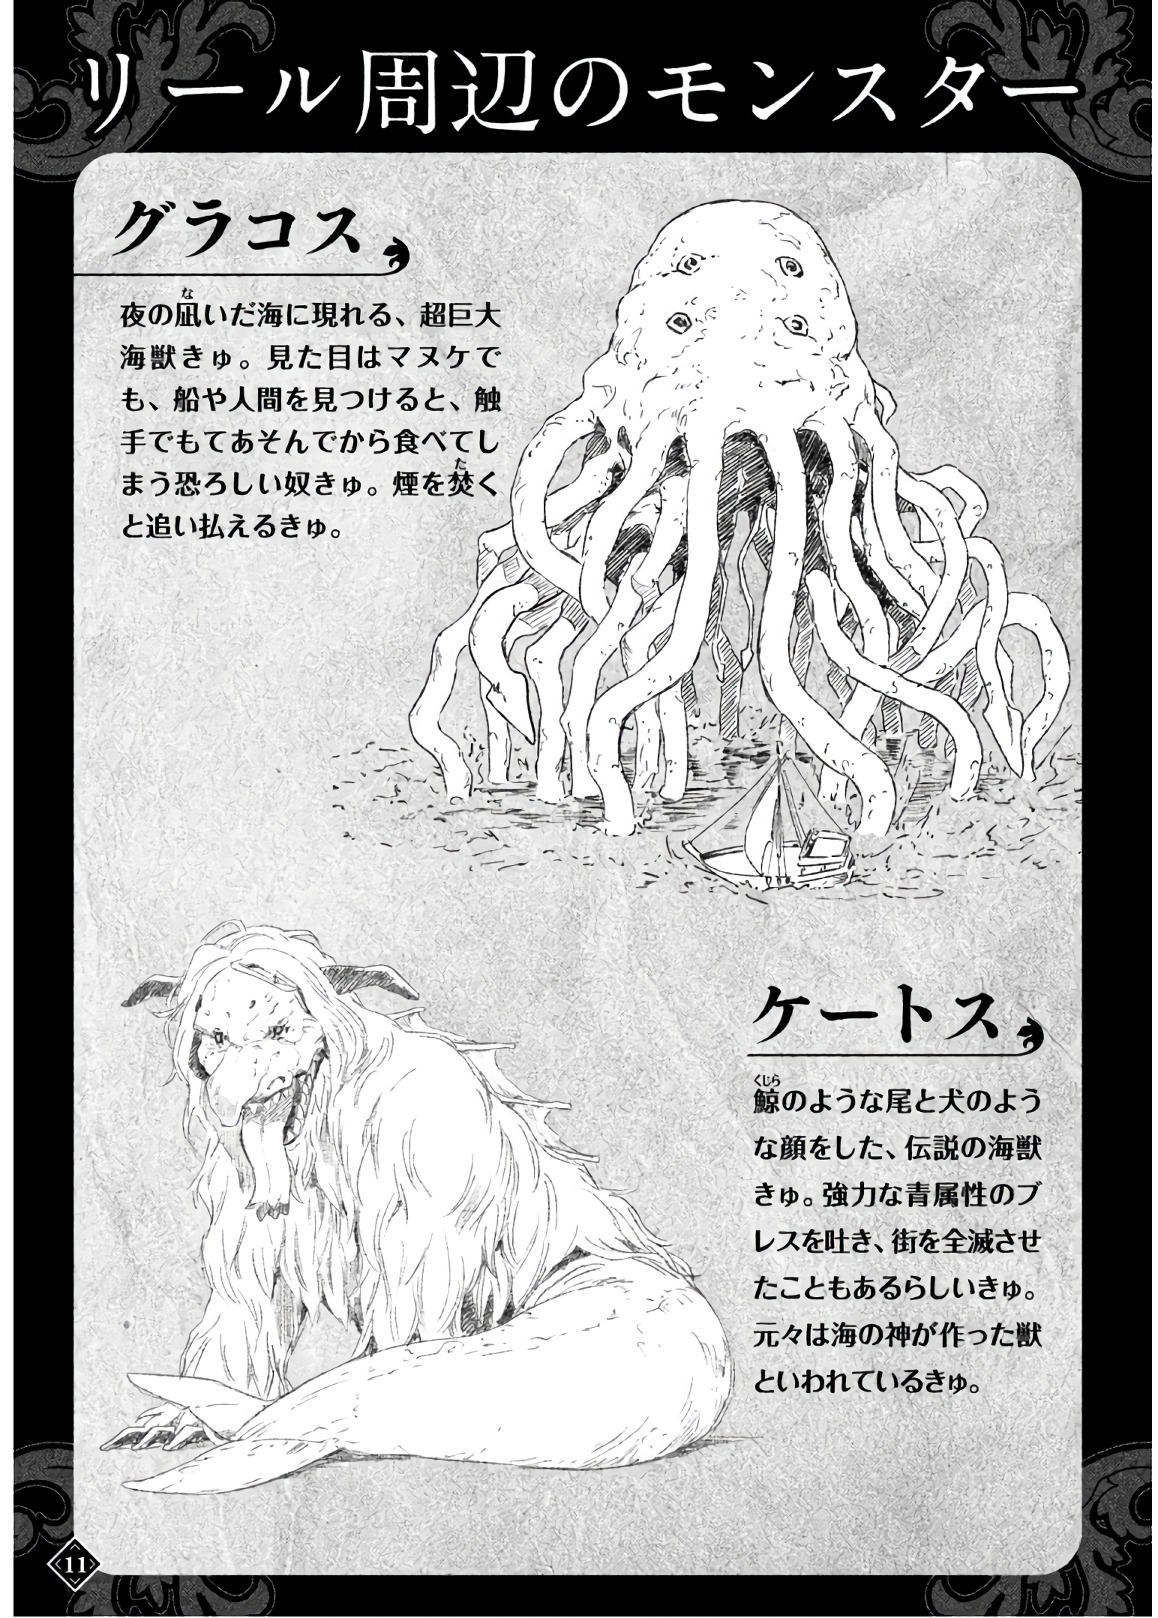 リール周辺のモンスター
グラコス
夜の凪いだ海に現れる、超巨大
海獣きゅ。見た目はマヌケで
も、船や人間を見つけると、触
手でもてあそんでから食べてし
まう恐ろしい奴きゅ。煙を焚く
と追い払えるきゅ。
ケートス
鯨のような尾と犬のよう
な顔をした、伝説の海獣
きゅ。強力な青属性のブ
レスを吐き、街を全滅させ
たこともあるらしいきゅ。
元々は海の神が作った獣
といわれているきゅ。
11